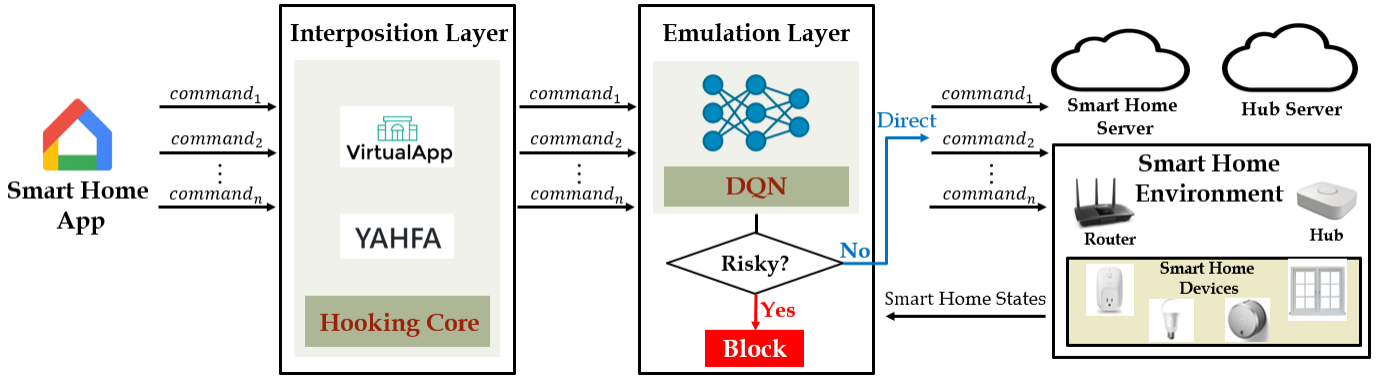 Smart Home
App
command₁
command₂
⋮
commandₙ
Interposition Layer
VirtualApp
YAHFA
Hooking Core
command₁
command₂
⋮
commandₙ
Emulation Layer
DQN
Risky?
Yes
Block
No
Direct
command₁
command₂
⋮
commandₙ
Smart Home States
Smart Home
Server
Hub Server
Smart Home
Environment
Router
Hub
Smart Home
Devices